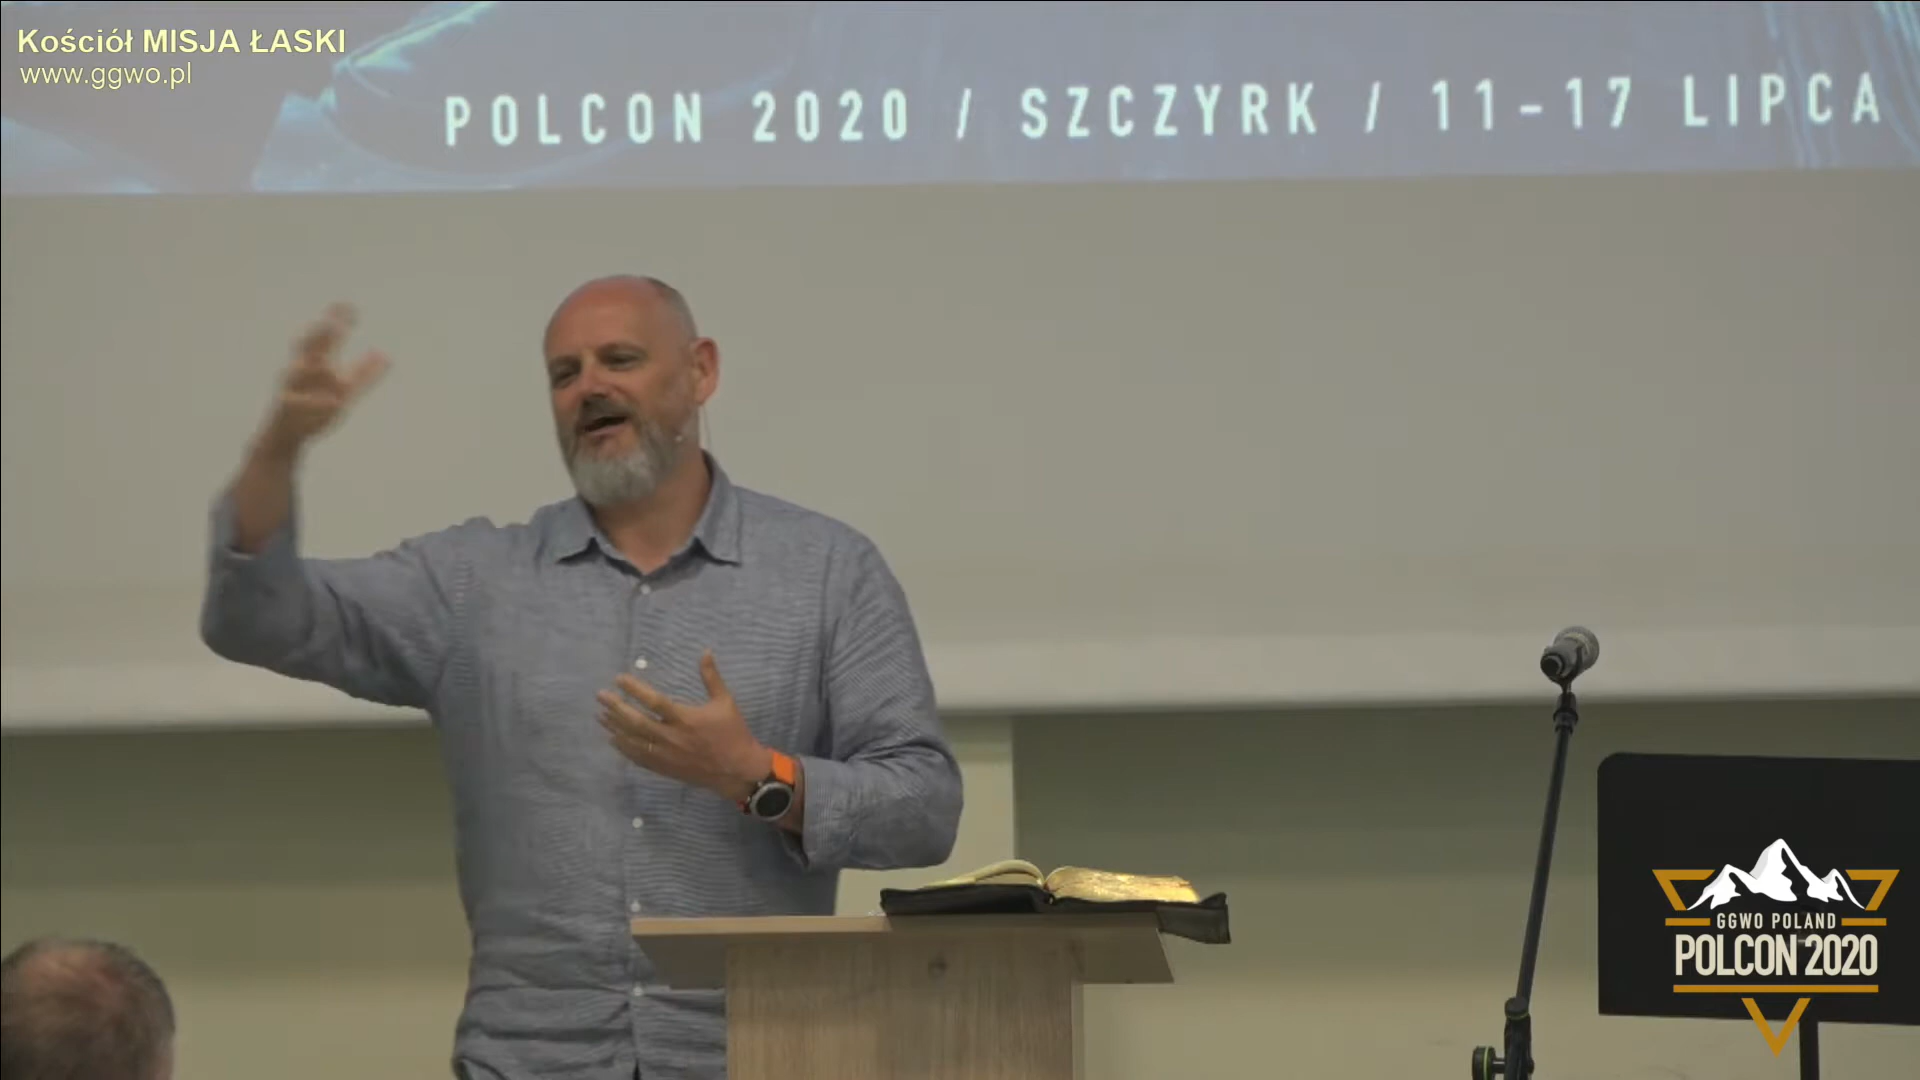 Kościół MISJA ŁASKI
www.ggwo.pl
POLCON 2020 / SZCZYRK / 11-17 LIPCA
GGWO POLAND
POLCON 2020